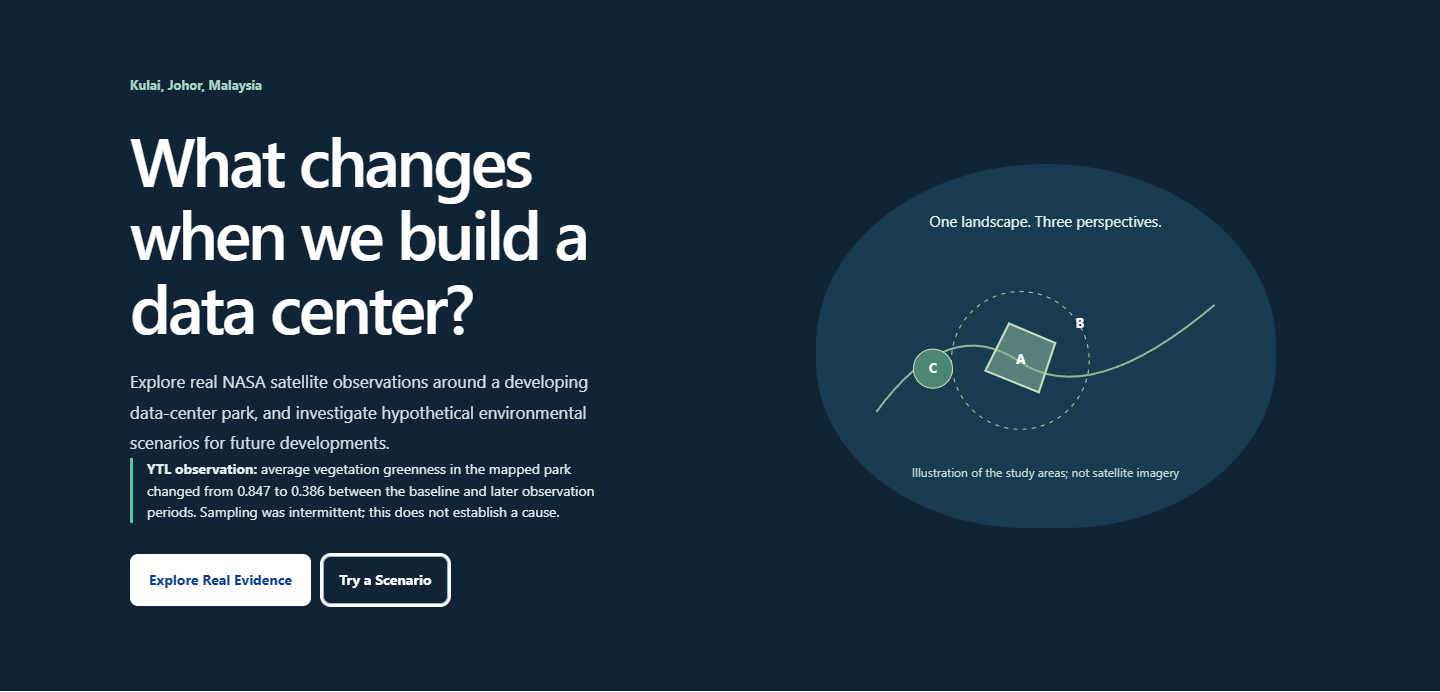 Kulai, Johor, Malaysia
What changes
when we build a
data center?
Explore real NASA satellite observations around a developing
data-center park, and investigate hypothetical environmental
scenarios for future developments.
YTL observation: average vegetation greenness in the mapped park
changed from 0.847 to 0.386 between the baseline and later observation
periods. Sampling was intermittent; this does not establish a cause.
Explore Real Evidence
Try a Scenario
One landscape. Three perspectives.
B
A
C
Illustration of the study areas; not satellite imagery